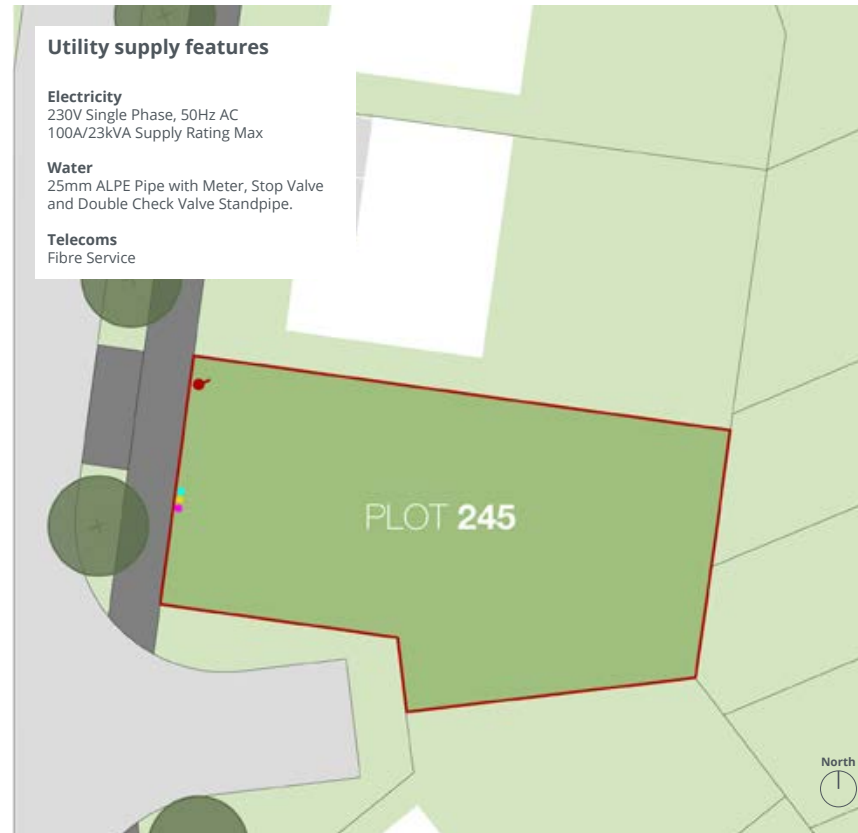 Utility supply features
Electricity
230V Single Phase, 50Hz AC
100A/23kVA Supply Rating Max
Water
25mm ALPE Pipe with Meter, Stop Valve
and Double Check Valve Standpipe.
Telecoms
Fibre Service
PLOT 245
North